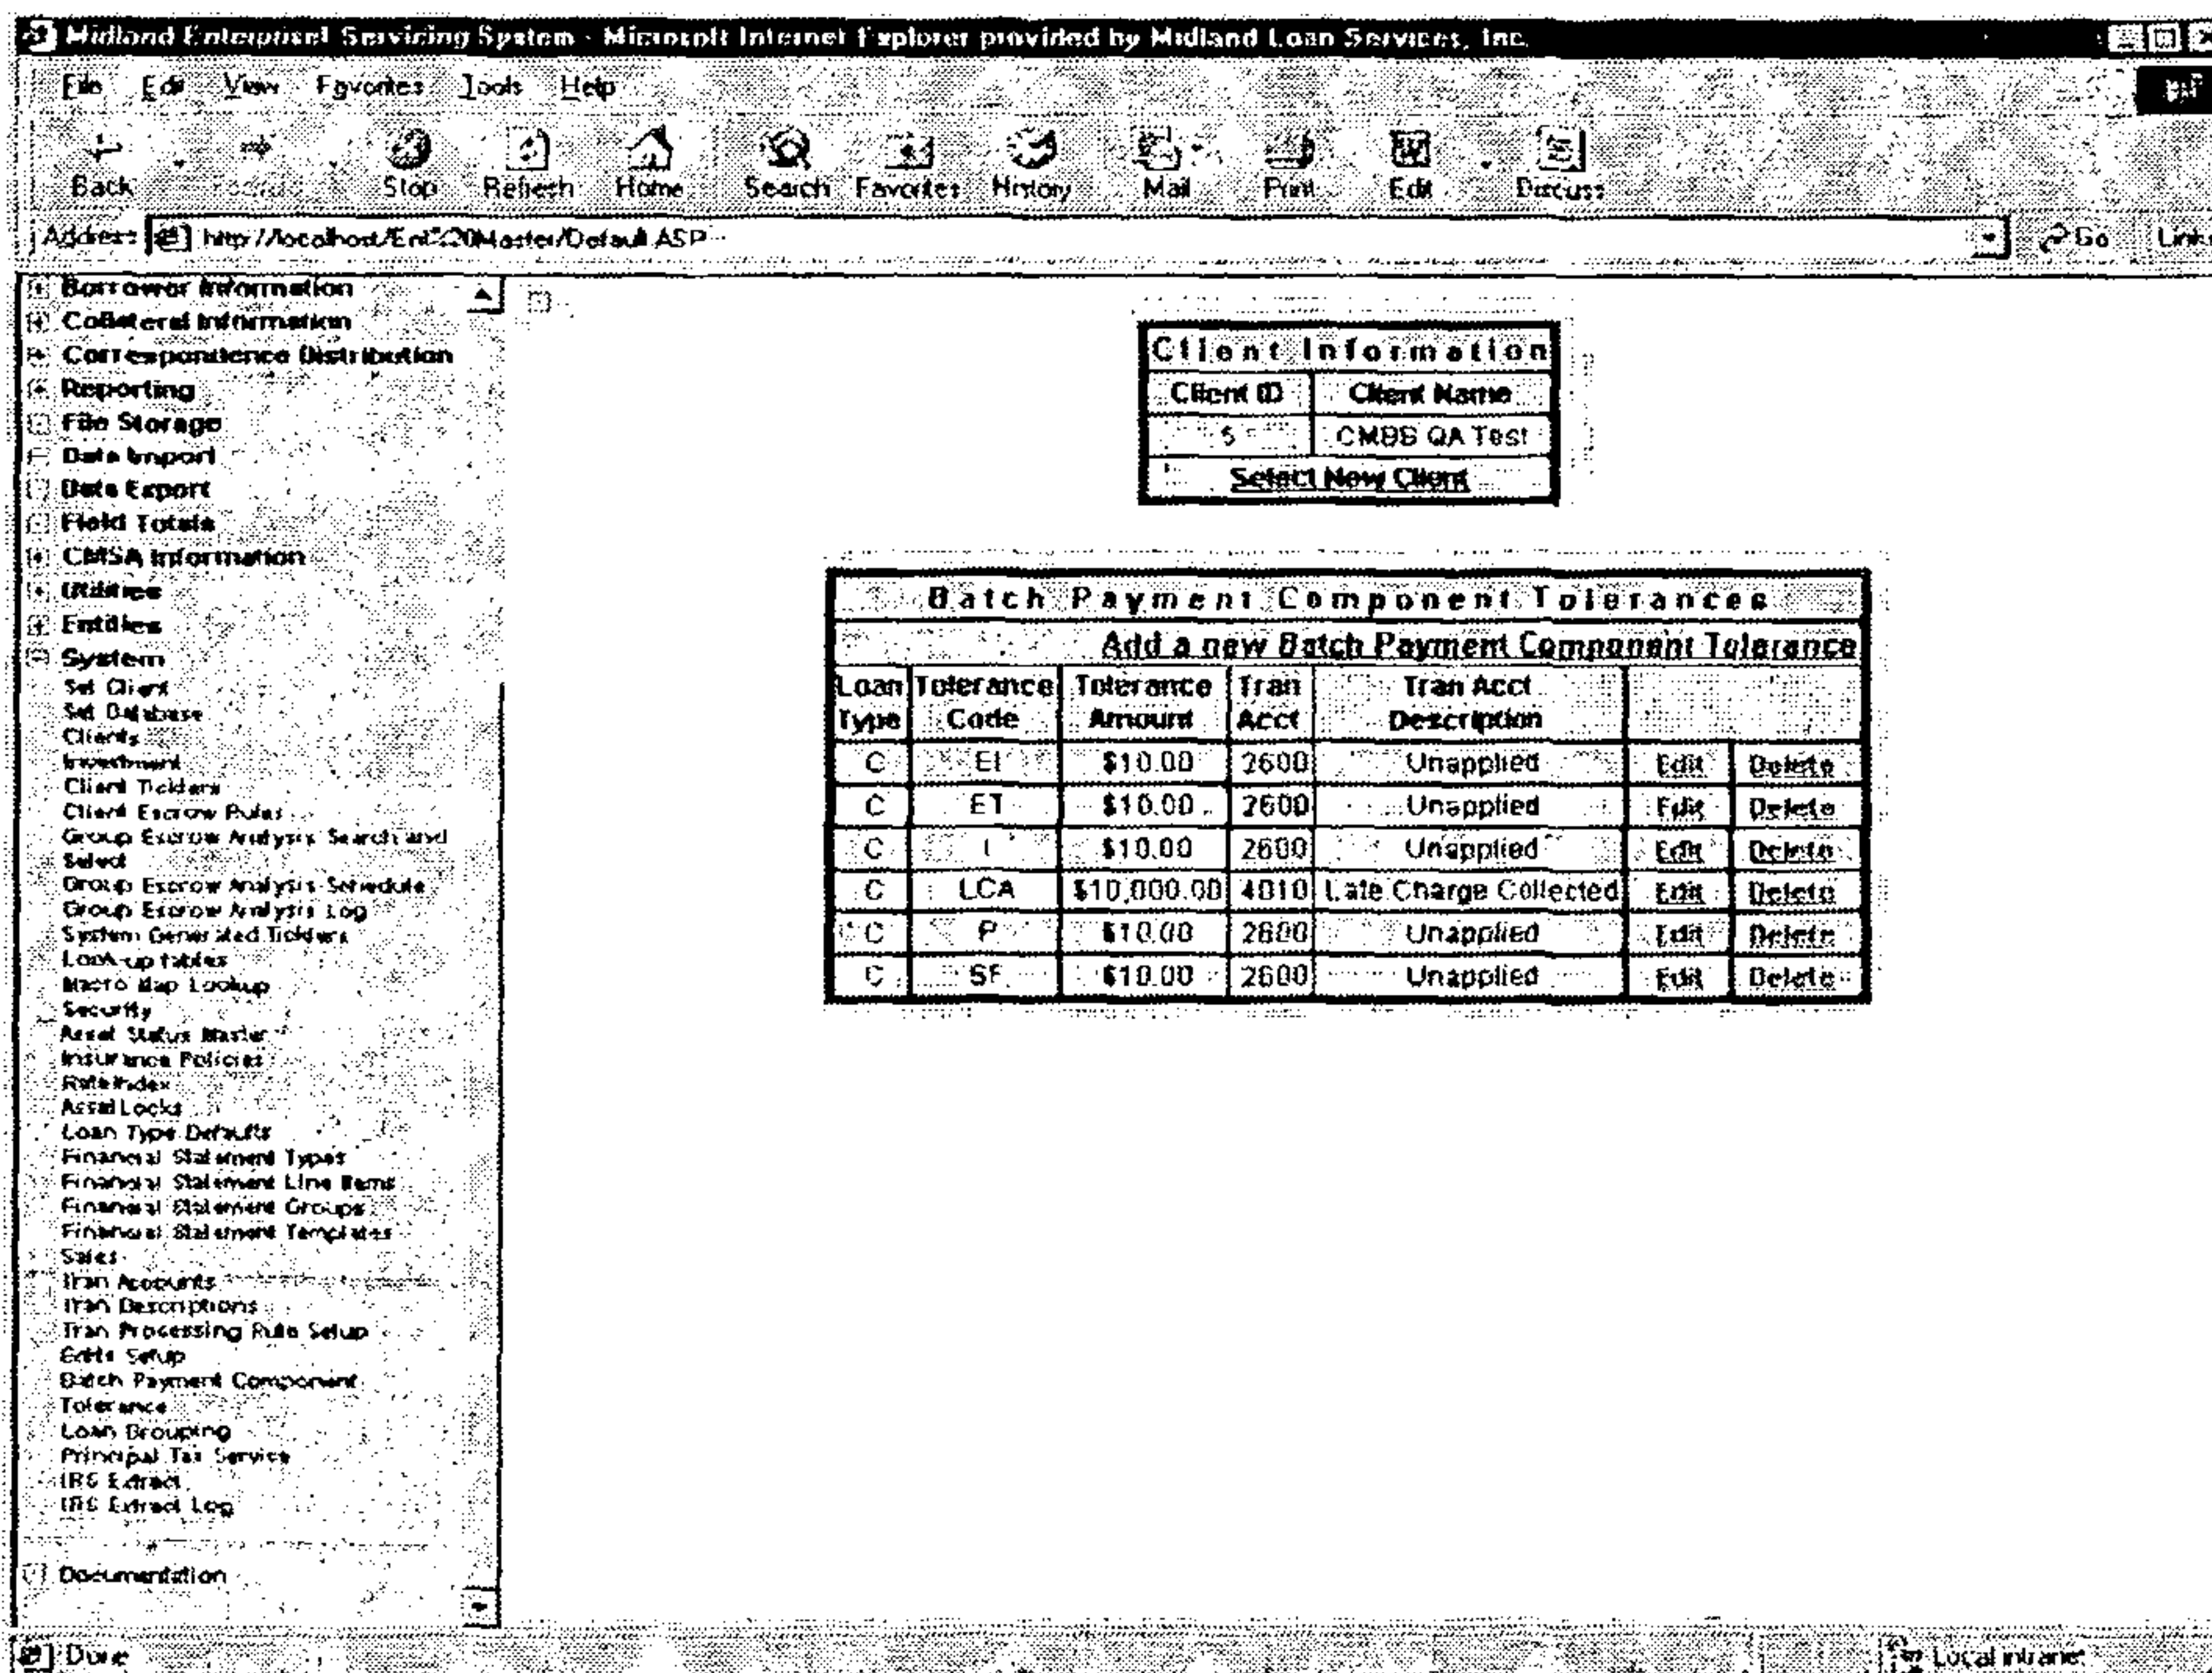 Midland Enterprise! Servicing System - Microsoft Internet Explorer provided by Midland Loan Services, Inc.
File Edit View Favorites Tools Help
Back Stop Refresh Home Search Favorites History Mail Print Edit Discuss
Address http://localhost/Ent%20Master/Default.ASP Go Links
Borrower Information
Collateral Information
Correspondence Distribution
Reporting
File Storage
Data Import
Data Export
Field Totals
CMSA Information
Utilities
Entities
System
Set Client
Set Database
Clients
Investment
Client Ticklers
Client Escrow Rules
Group Escrow Analysis Search and
Select
Group Escrow Analysis Schedule
Group Escrow Analysis Log
System Generated Ticklers
Look-up tables
Macro Map Lookup
Security
Asset Status Master
Insurance Policies
Rate Index
Asset Locks
Loan Type Defaults
Financial Statement Types
Financial Statement Line Items
Financial Statement Groups
Financial Statement Templates
Sales
Tran Accounts
Tran Descriptions
Tran Processing Rule Setup
Edits Setup
Batch Payment Component
Tolerance
Loan Grouping
Principal Tax Service
IRS Extract
IRS Extract Log
Documentation
Client Information
Client ID Client Name
5 CMBS QA Test
Select New Client
Batch Payment Component Tolerances
Add a new Batch Payment Component Tolerance
Loan Type Tolerance Code Tolerance Amount Tran Acct Tran Acct Description
C EI $10.00 2600 Unapplied Edit Delete
C ET $10.00 2600 Unapplied Edit Delete
C I $10.00 2600 Unapplied Edit Delete
C LCA $10,000.00 4010 Late Charge Collected Edit Delete
C P $10.00 2600 Unapplied Edit Delete
C SF $10.00 2600 Unapplied Edit Delete
Done Local intranet